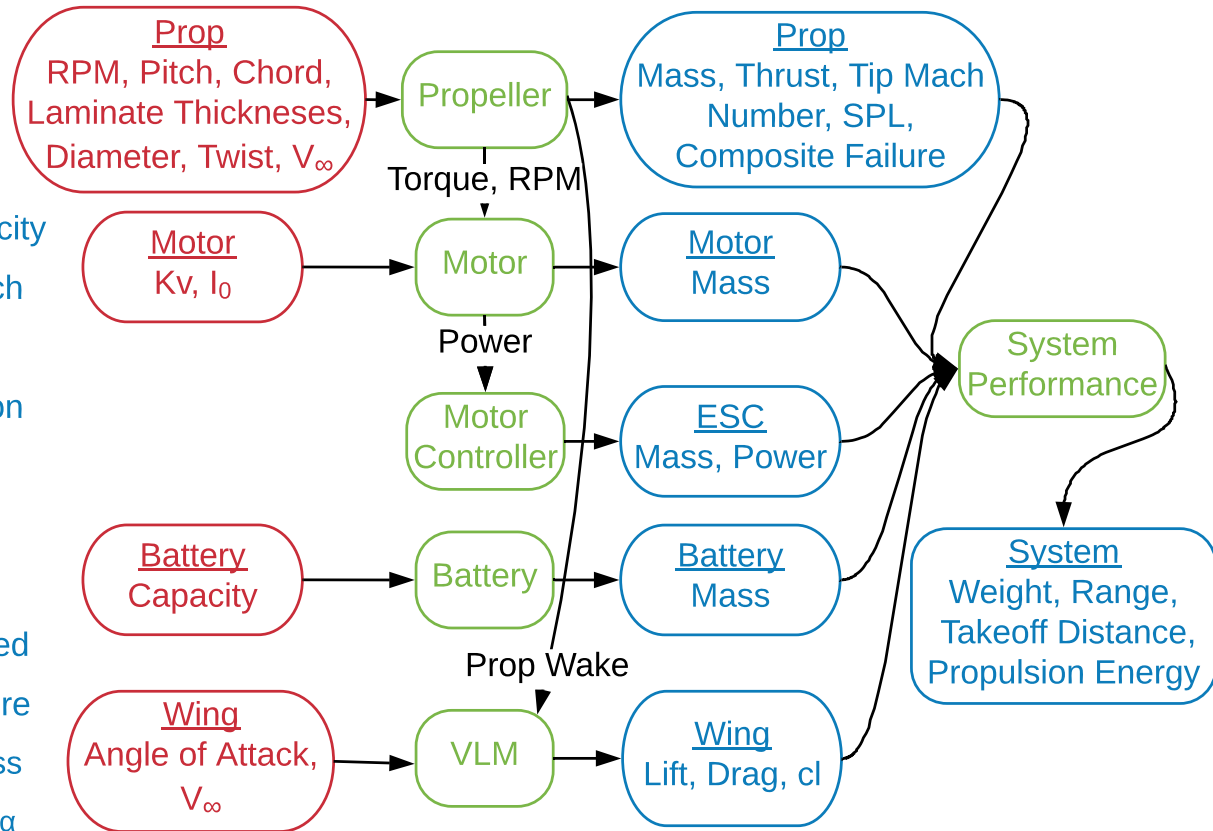 Prop
RPM, Pitch, Chord,
Laminate Thickneses,
Diameter, Twist, V∞
Propeller
Prop
Mass, Thrust, Tip Mach
Number, SPL,
Composite Failure
Torque, RPM
Motor
Kv, I₀
Motor
Motor
Mass
Power
Motor
Controller
ESC
Mass, Power
System
Performance
Battery
Capacity
Battery
Battery
Mass
System
Weight, Range,
Takeoff Distance,
Propulsion Energy
Prop Wake
Wing
Angle of Attack,
V∞
VLM
Wing
Lift, Drag, cl
α